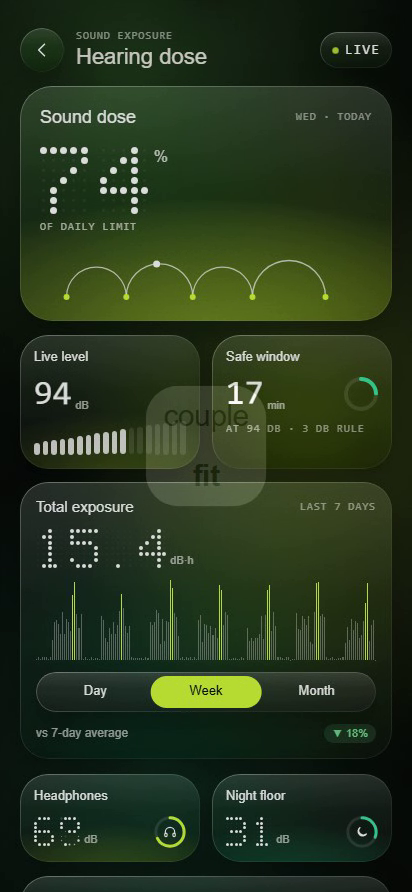 SOUND EXPOSURE
Hearing dose
LIVE
Sound dose
WED · TODAY
74 %
OF DAILY LIMIT
Live level
94 dB
Safe window
17 min
AT 94 DB · 3 DB RULE
couple
fit
Total exposure
LAST 7 DAYS
15.4 dB·h
Day
Week
Month
vs 7-day average
▼ 18%
Headphones
dB
Night floor
31 dB